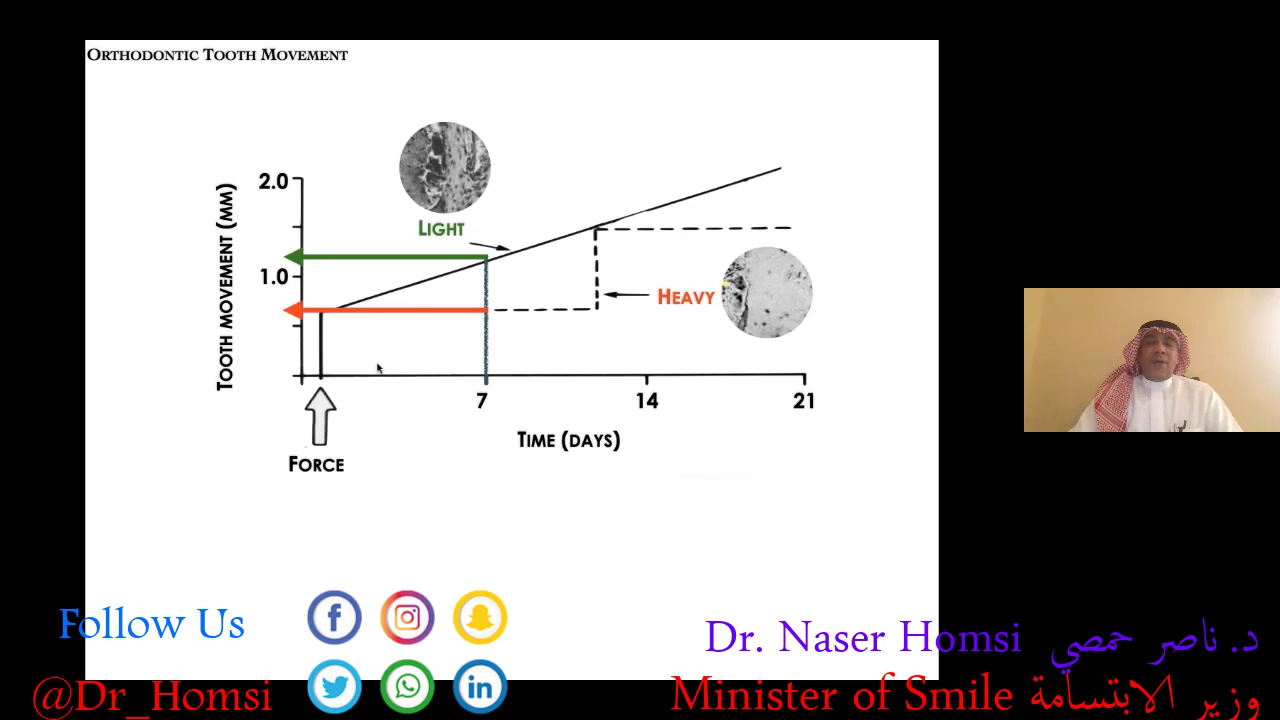 ORTHODONTIC TOOTH MOVEMENT
2.0
1.0
TOOTH MOVEMENT (MM)
LIGHT
HEAVY
7
14
21
TIME (DAYS)
FORCE
Follow Us
@Dr_Homsi
Dr. Naser Homsi د. ناصر حمصي
Minister of Smile وزير الابتسامة